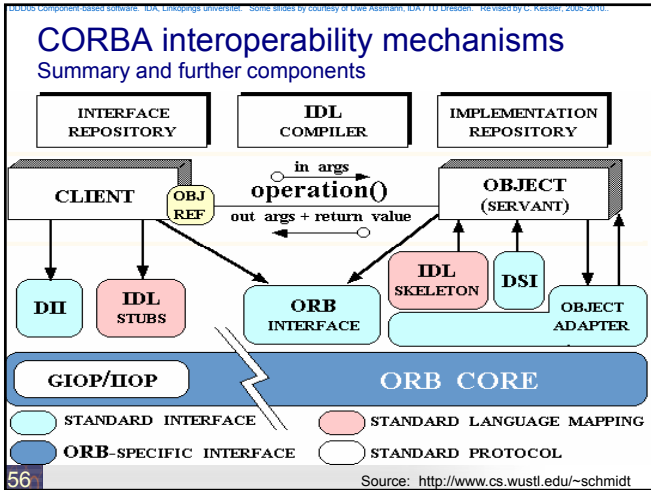 DDD05 Component-based software. IDA, Linköpings universitet. Some slides by courtesy of Uwe Assmann, IDA / TU Dresden. Revised by C. Kessler, 2005-2010..
CORBA interoperability mechanisms
Summary and further components
INTERFACE REPOSITORY
IDL COMPILER
IMPLEMENTATION REPOSITORY
CLIENT
OBJ REF
in args
operation()
out args + return value
OBJECT (SERVANT)
DII
IDL STUBS
ORB INTERFACE
IDL SKELETON
DSI
OBJECT ADAPTER
GIOP/IIOP
ORB CORE
STANDARD INTERFACE
STANDARD LANGUAGE MAPPING
ORB-SPECIFIC INTERFACE
STANDARD PROTOCOL
56
Source: http://www.cs.wustl.edu/~schmidt